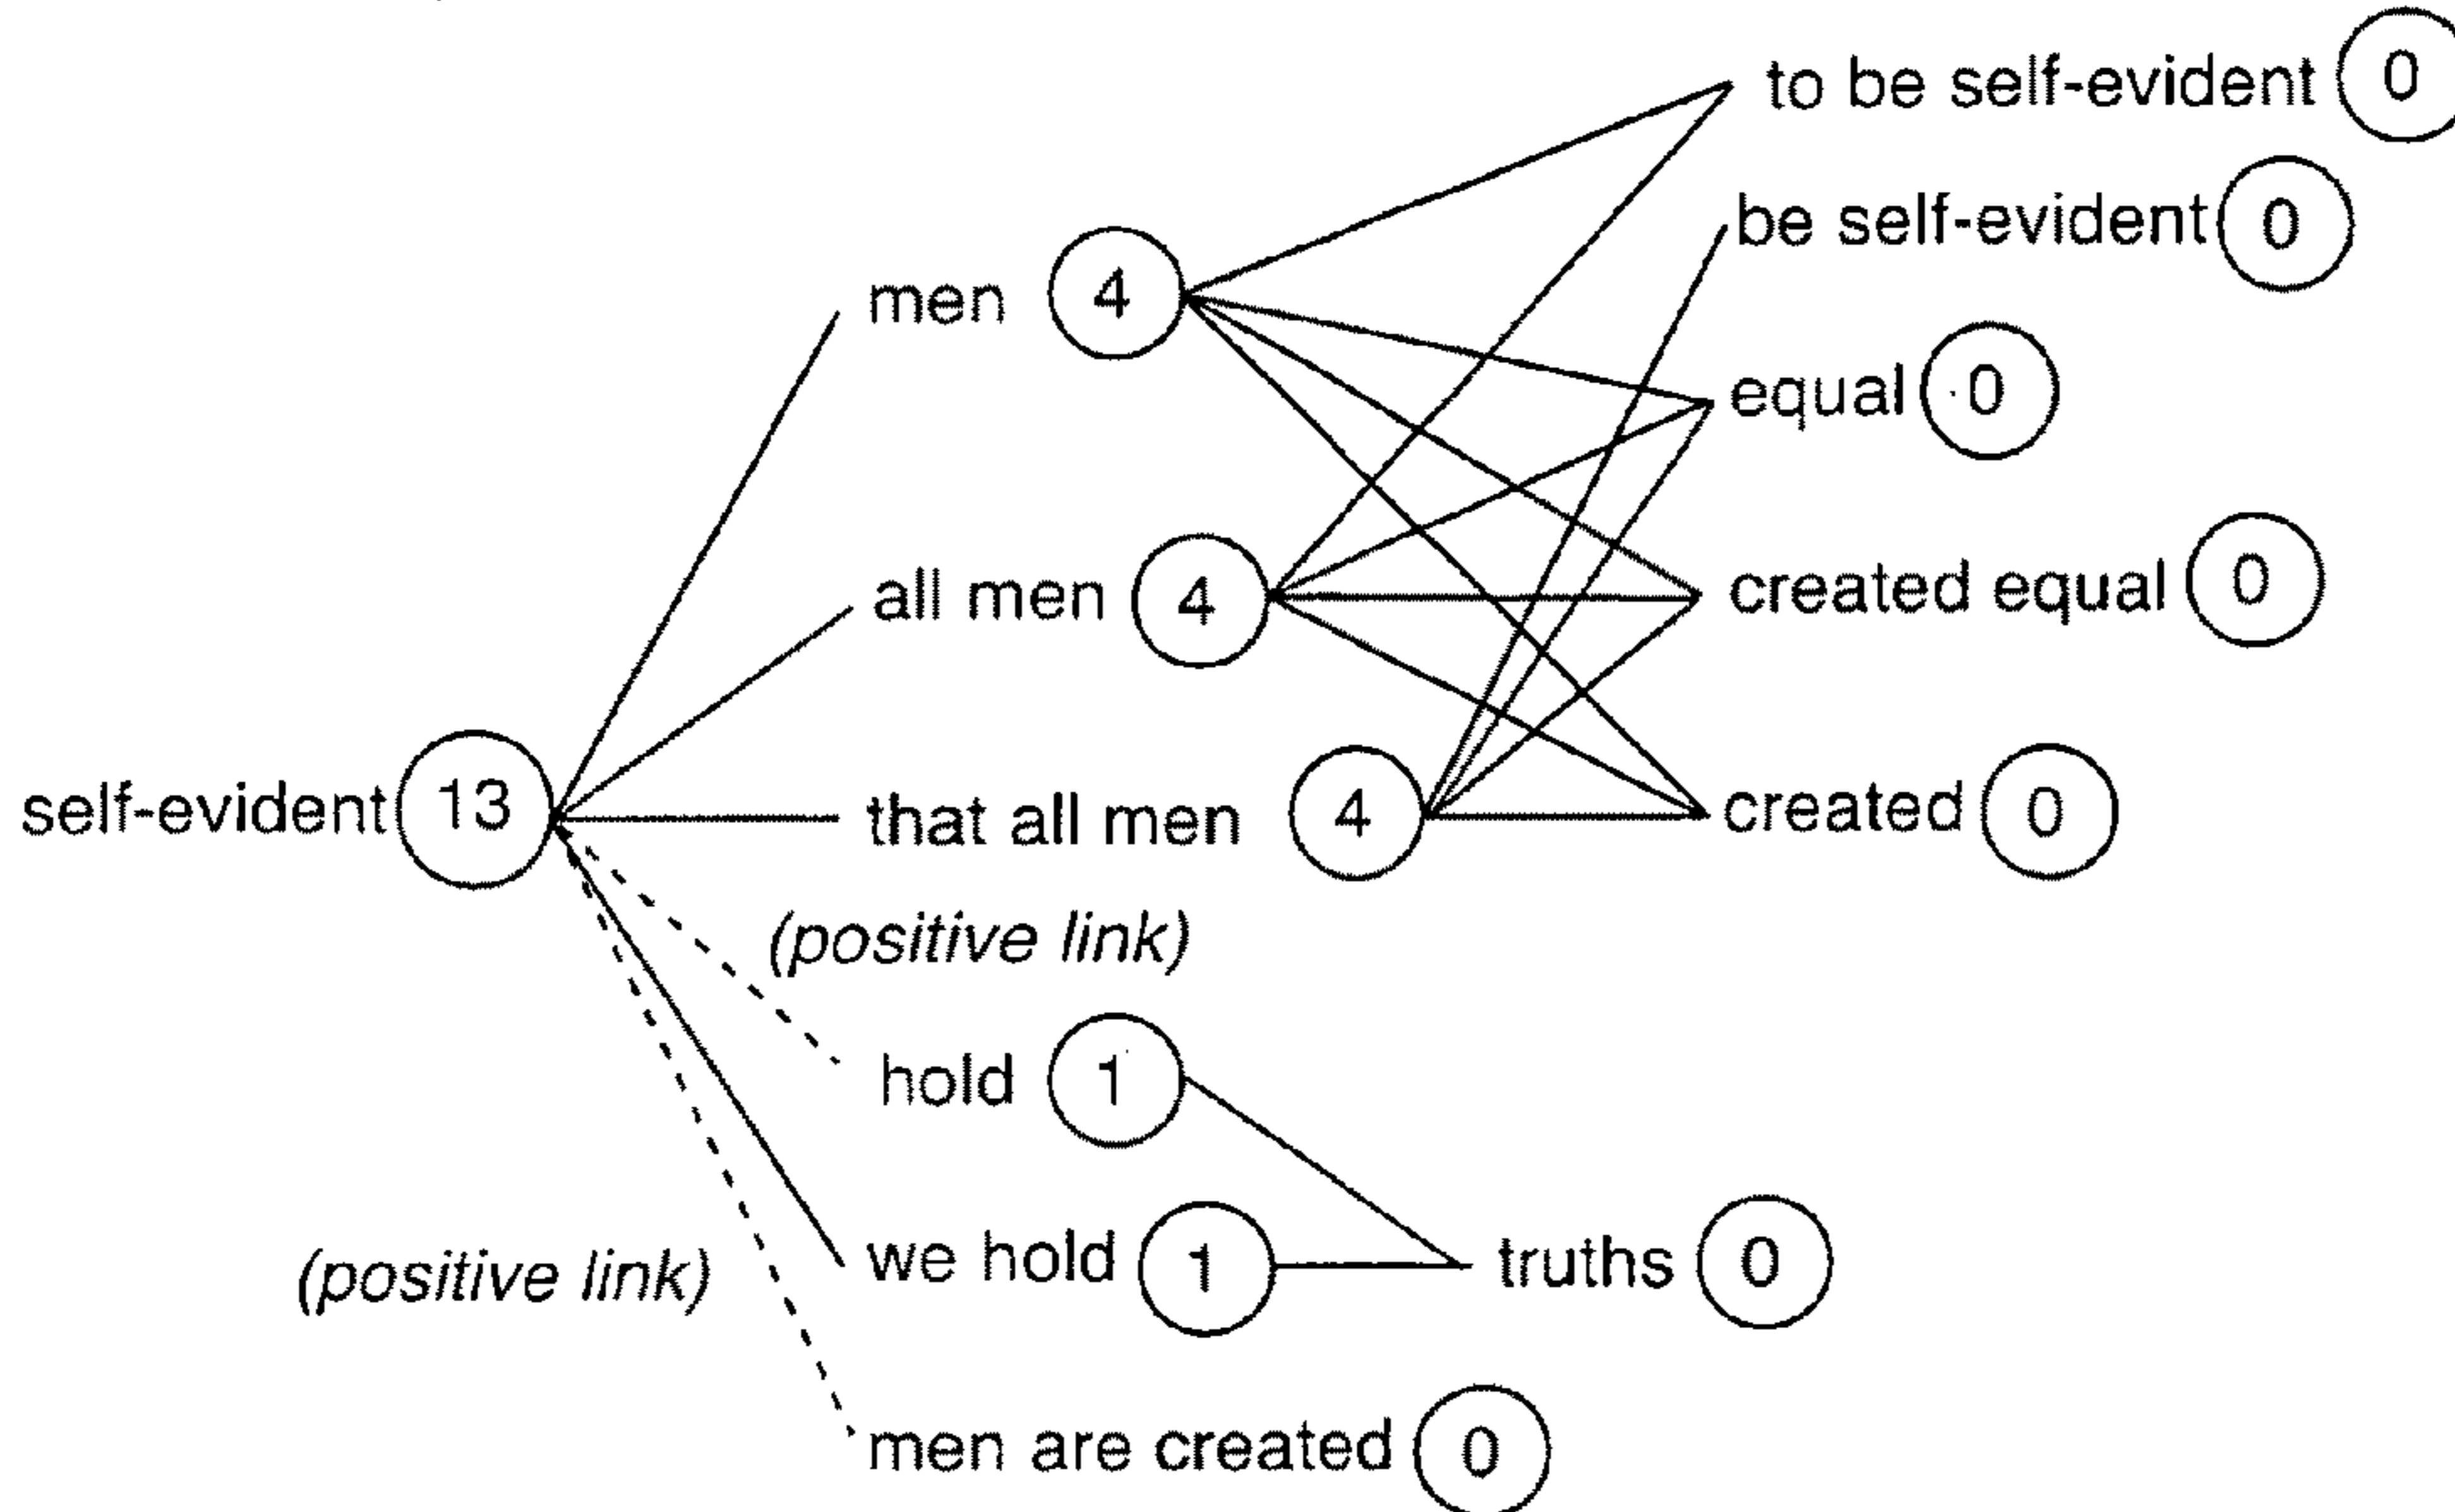 to be self-evident 0
be self-evident 0
men 4
equal 0
all men 4
created equal 0
self-evident 13
that all men 4
created 0
(positive link)
hold 1
we hold 1
truths 0
(positive link)
men are created 0